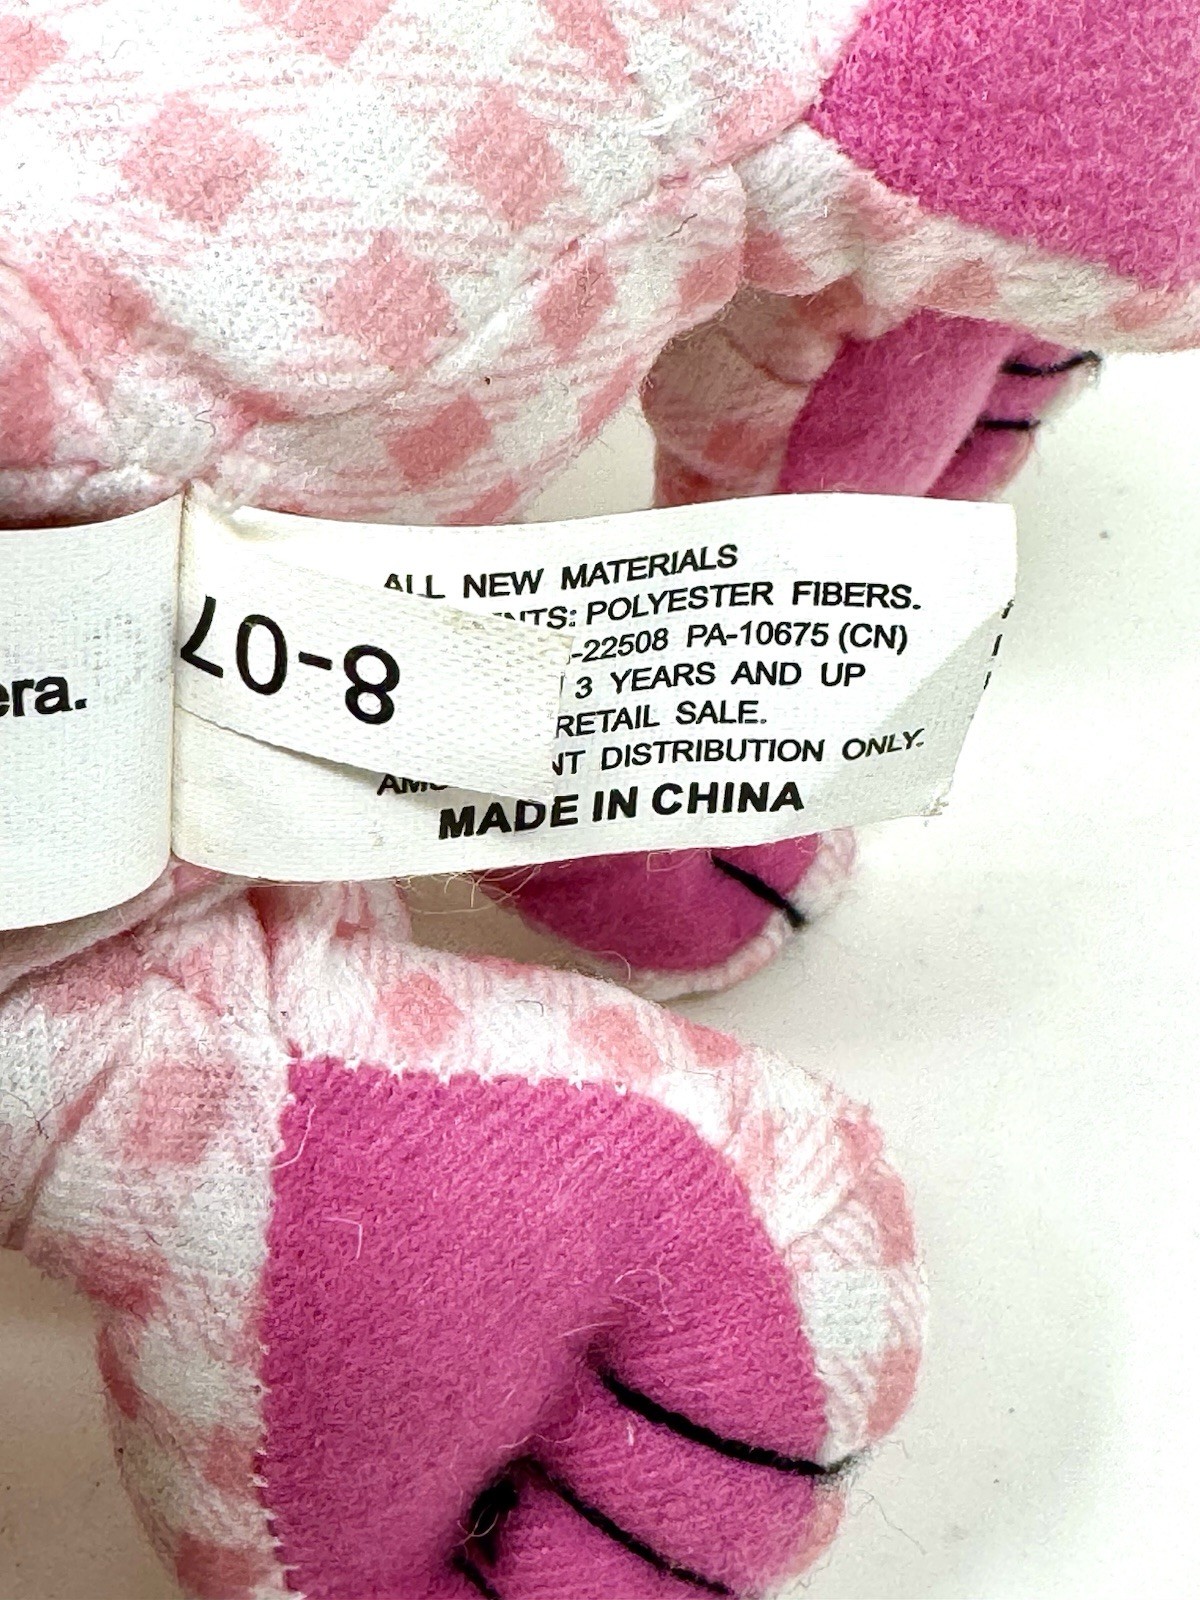 era.
8-07
ALL NEW MATERIALS
NTS: POLYESTER FIBERS.
-22508 PA-10675 (CN)
3 YEARS AND UP
RETAIL SALE.
NT DISTRIBUTION ONLY.
MADE IN CHINA